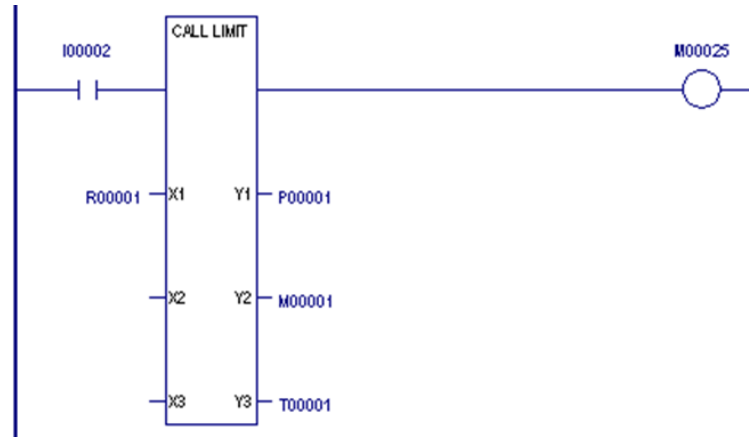 CALL LIMIT
I00002
M00025
R00001 X1 Y1 P00001
X2 Y2 M00001
X3 Y3 T00001